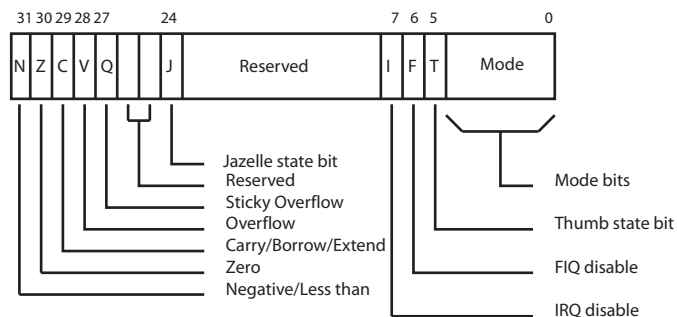 31 30 29 28 27 24 7 6 5 0
N Z C V Q J Reserved I F T Mode
Jazelle state bit
Reserved Mode bits
Sticky Overflow
Overflow Thumb state bit
Carry/Borrow/Extend
Zero FIQ disable
Negative/Less than
IRQ disable